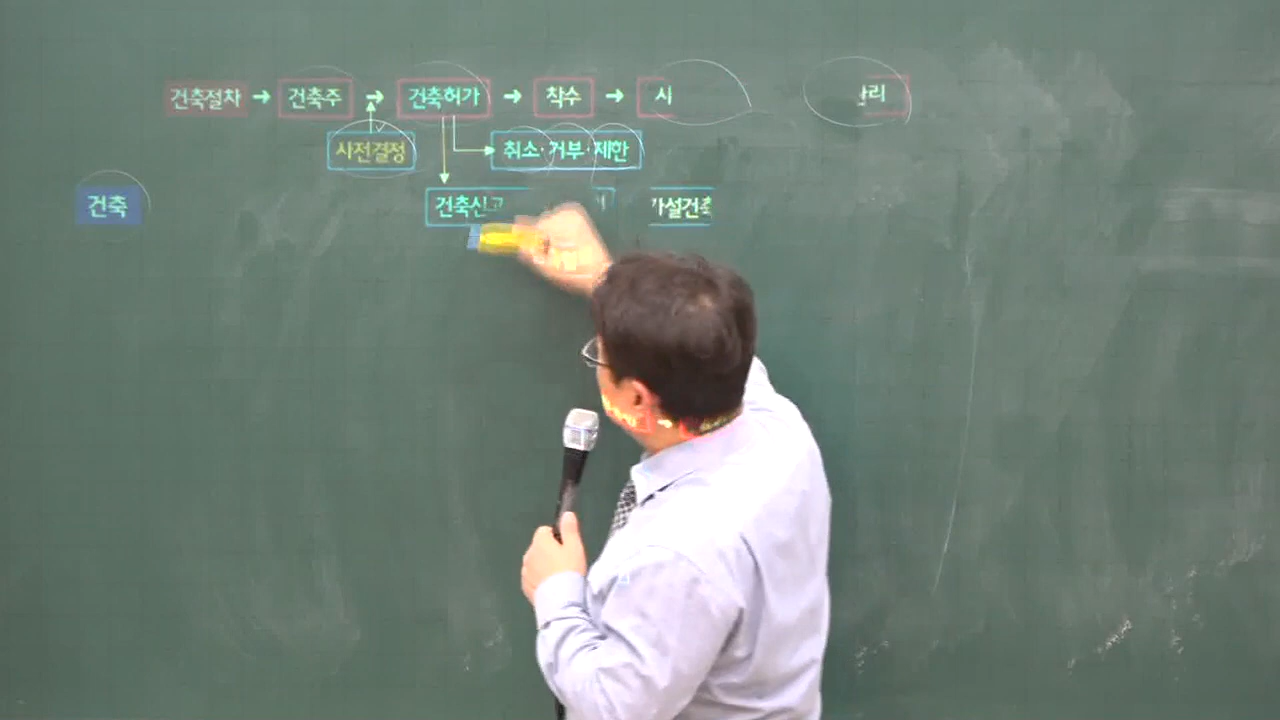 건축절차 → 건축주 → 건축허가 → 착수 → 시
사전결정 취소·거부·제한
건축 건축신고 가설건축